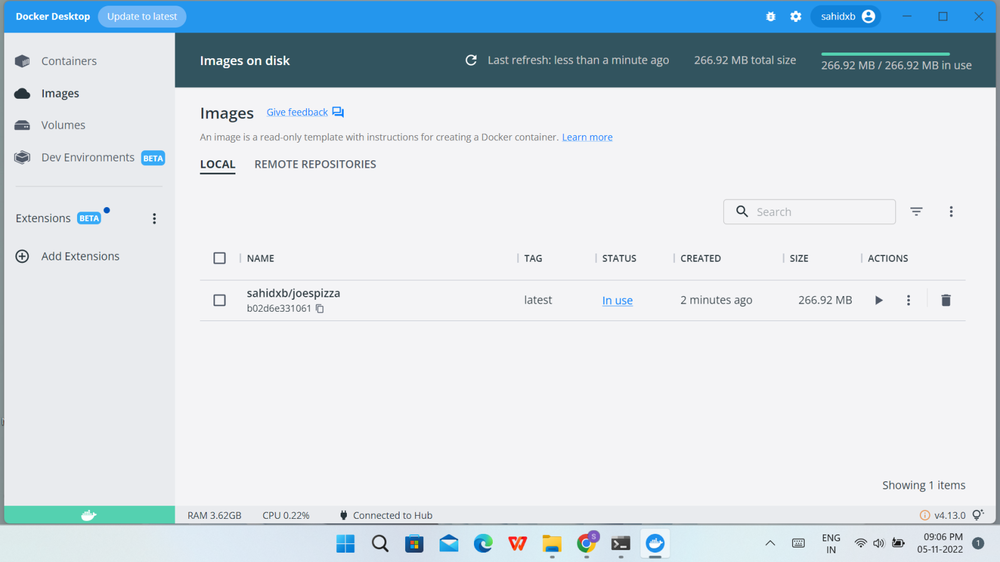 Docker Desktop Update to latest sahidxb
Containers
Images
Volumes
Dev Environments BETA
Extensions BETA
Add Extensions
Images on disk Last refresh: less than a minute ago 266.92 MB total size 266.92 MB / 266.92 MB in use
Images Give feedback
An image is a read-only template with instructions for creating a Docker container. Learn more
LOCAL REMOTE REPOSITORIES
Search
NAME TAG STATUS CREATED SIZE ACTIONS
sahidxb/joespizza latest In use 2 minutes ago 266.92 MB
b02d6e331061
Showing 1 items
RAM 3.62GB CPU 0.22% Connected to Hub v4.13.0
S
ENG 09:06 PM 1
IN 05-11-2022